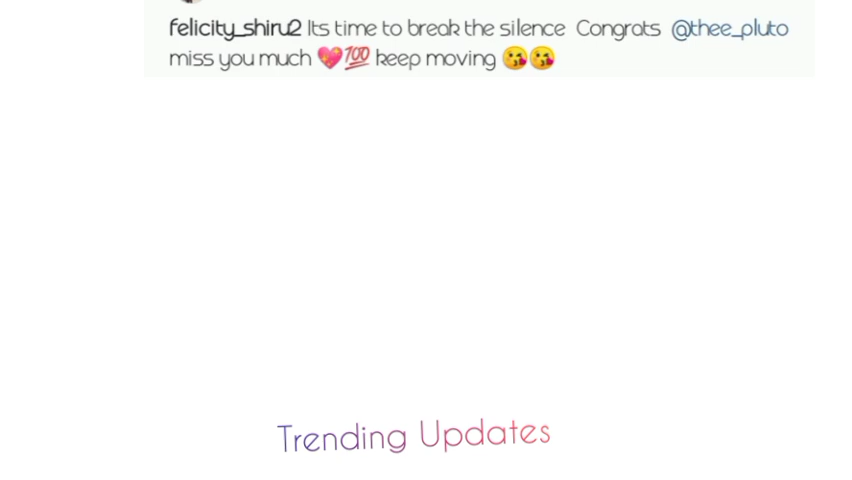 felicity_shiru2 Its time to break the silence Congrats @thee_pluto
miss you much 💖💯 keep moving 😘😘
Trending Updates